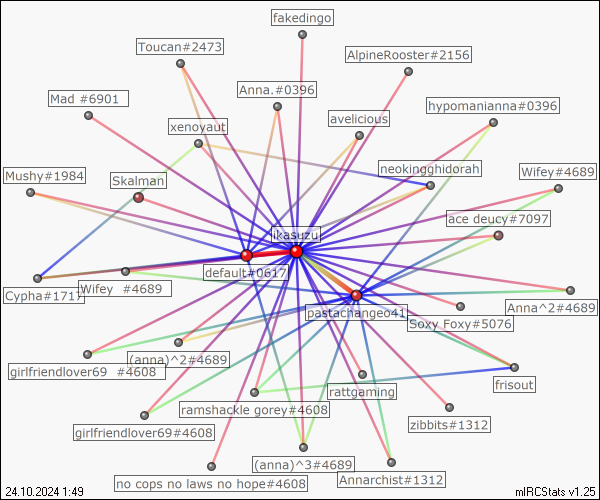 fakedingo
Toucan#2473
AlpineRooster#2156
Anna.#0396
Mad #6901
hypomanianna#0396
avelicious
xenoyaut
neokingghidorah
Wifey#4689
Mushy#1984
Skalman
ace deucy#7097
ikasuzu
default#0617
Cypha#1717
Wifey #4689
Anna^2#4689
pastachangeo41
Soxy Foxy#5076
(anna)^2#4689
girlfriendlover69 #4608
frisout
rattgaming
ramshackle gorey#4608
zibbits#1312
girlfriendlover69#4608
(anna)^3#4689
Annarchist#1312
no cops no laws no hope#4608
24.10.2024 1:49
mIRCStats v1.25